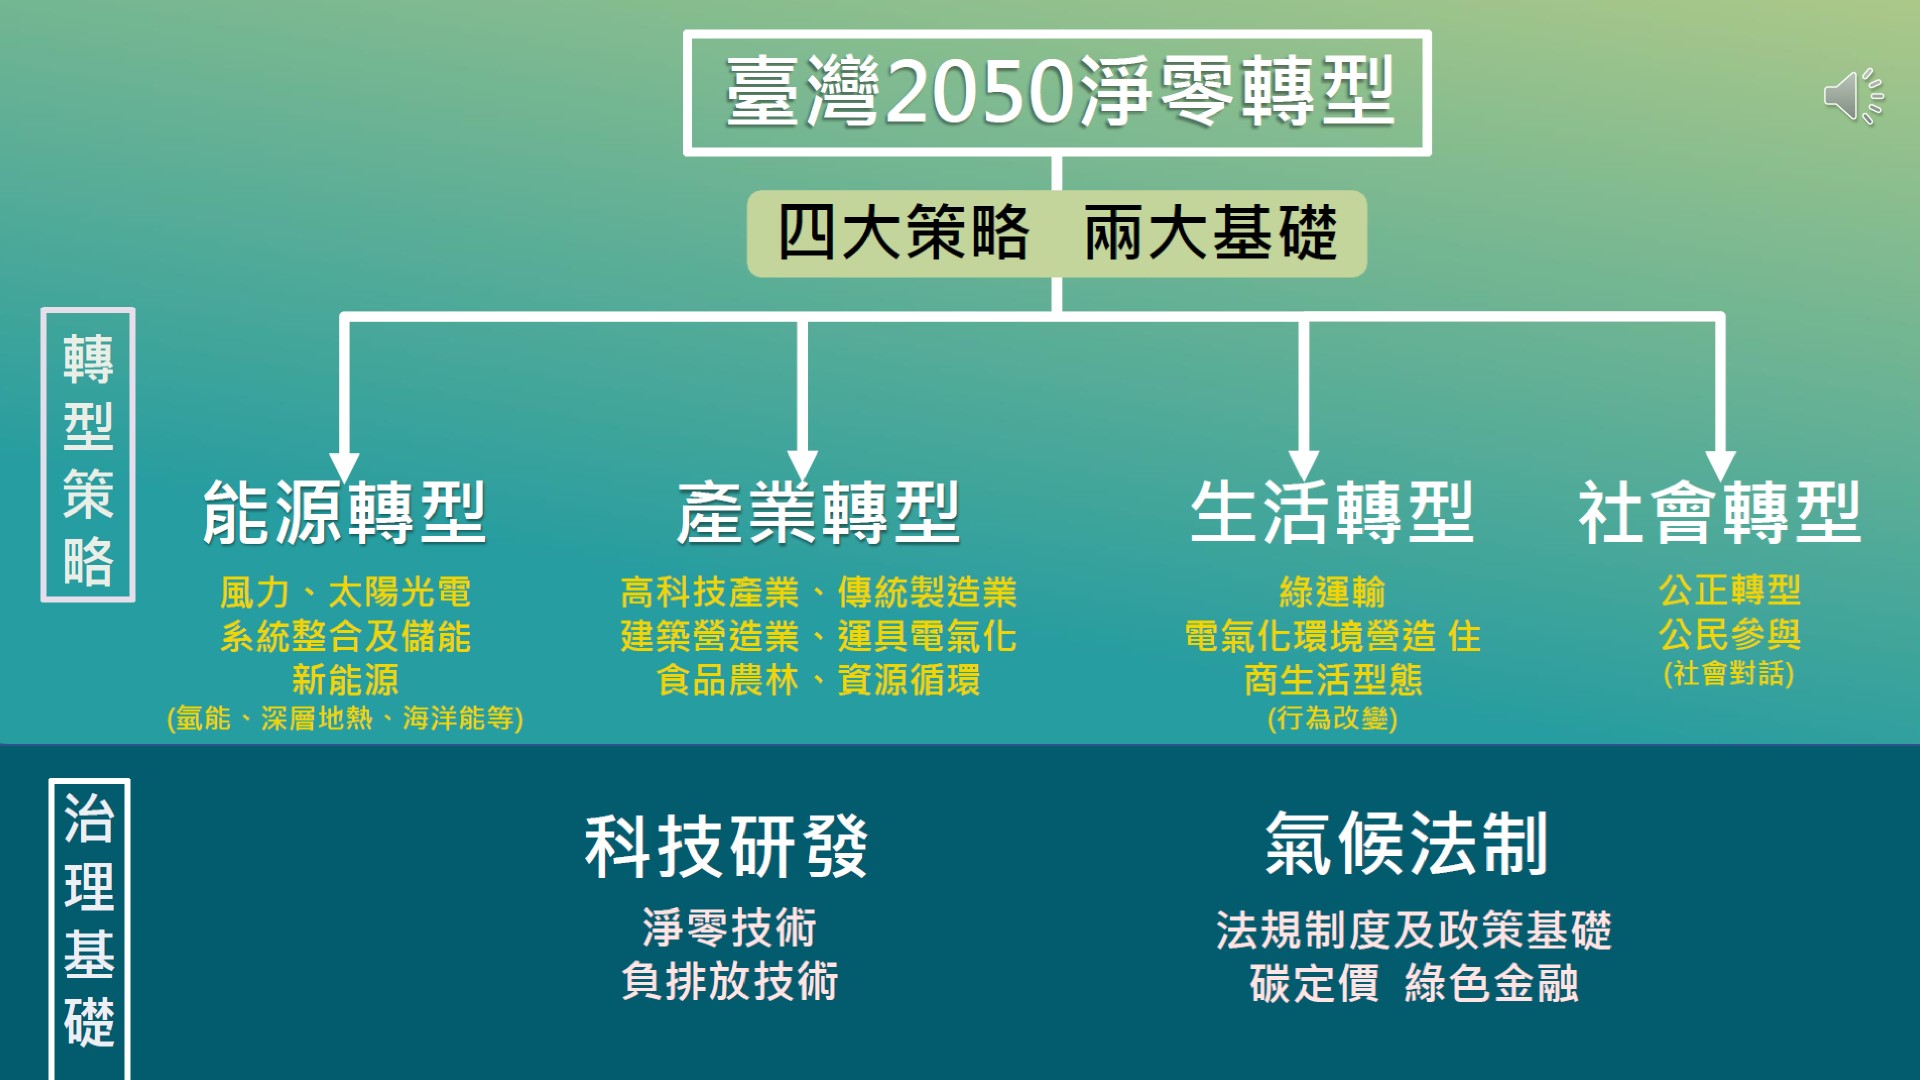 臺灣2050淨零轉型
四大策略 兩大基礎
轉型策略
能源轉型
風力、太陽光電
系統整合及儲能
新能源
(氫能、深層地熱、海洋能等)
產業轉型
高科技產業、傳統製造業
建築營造業、運具電氣化
食品農林、資源循環
生活轉型
綠運輸
電氣化環境營造 住
商生活型態
(行為改變)
社會轉型
公正轉型
公民參與
(社會對話)
治理基礎
科技研發
淨零技術
負排放技術
氣候法制
法規制度及政策基礎
碳定價 綠色金融